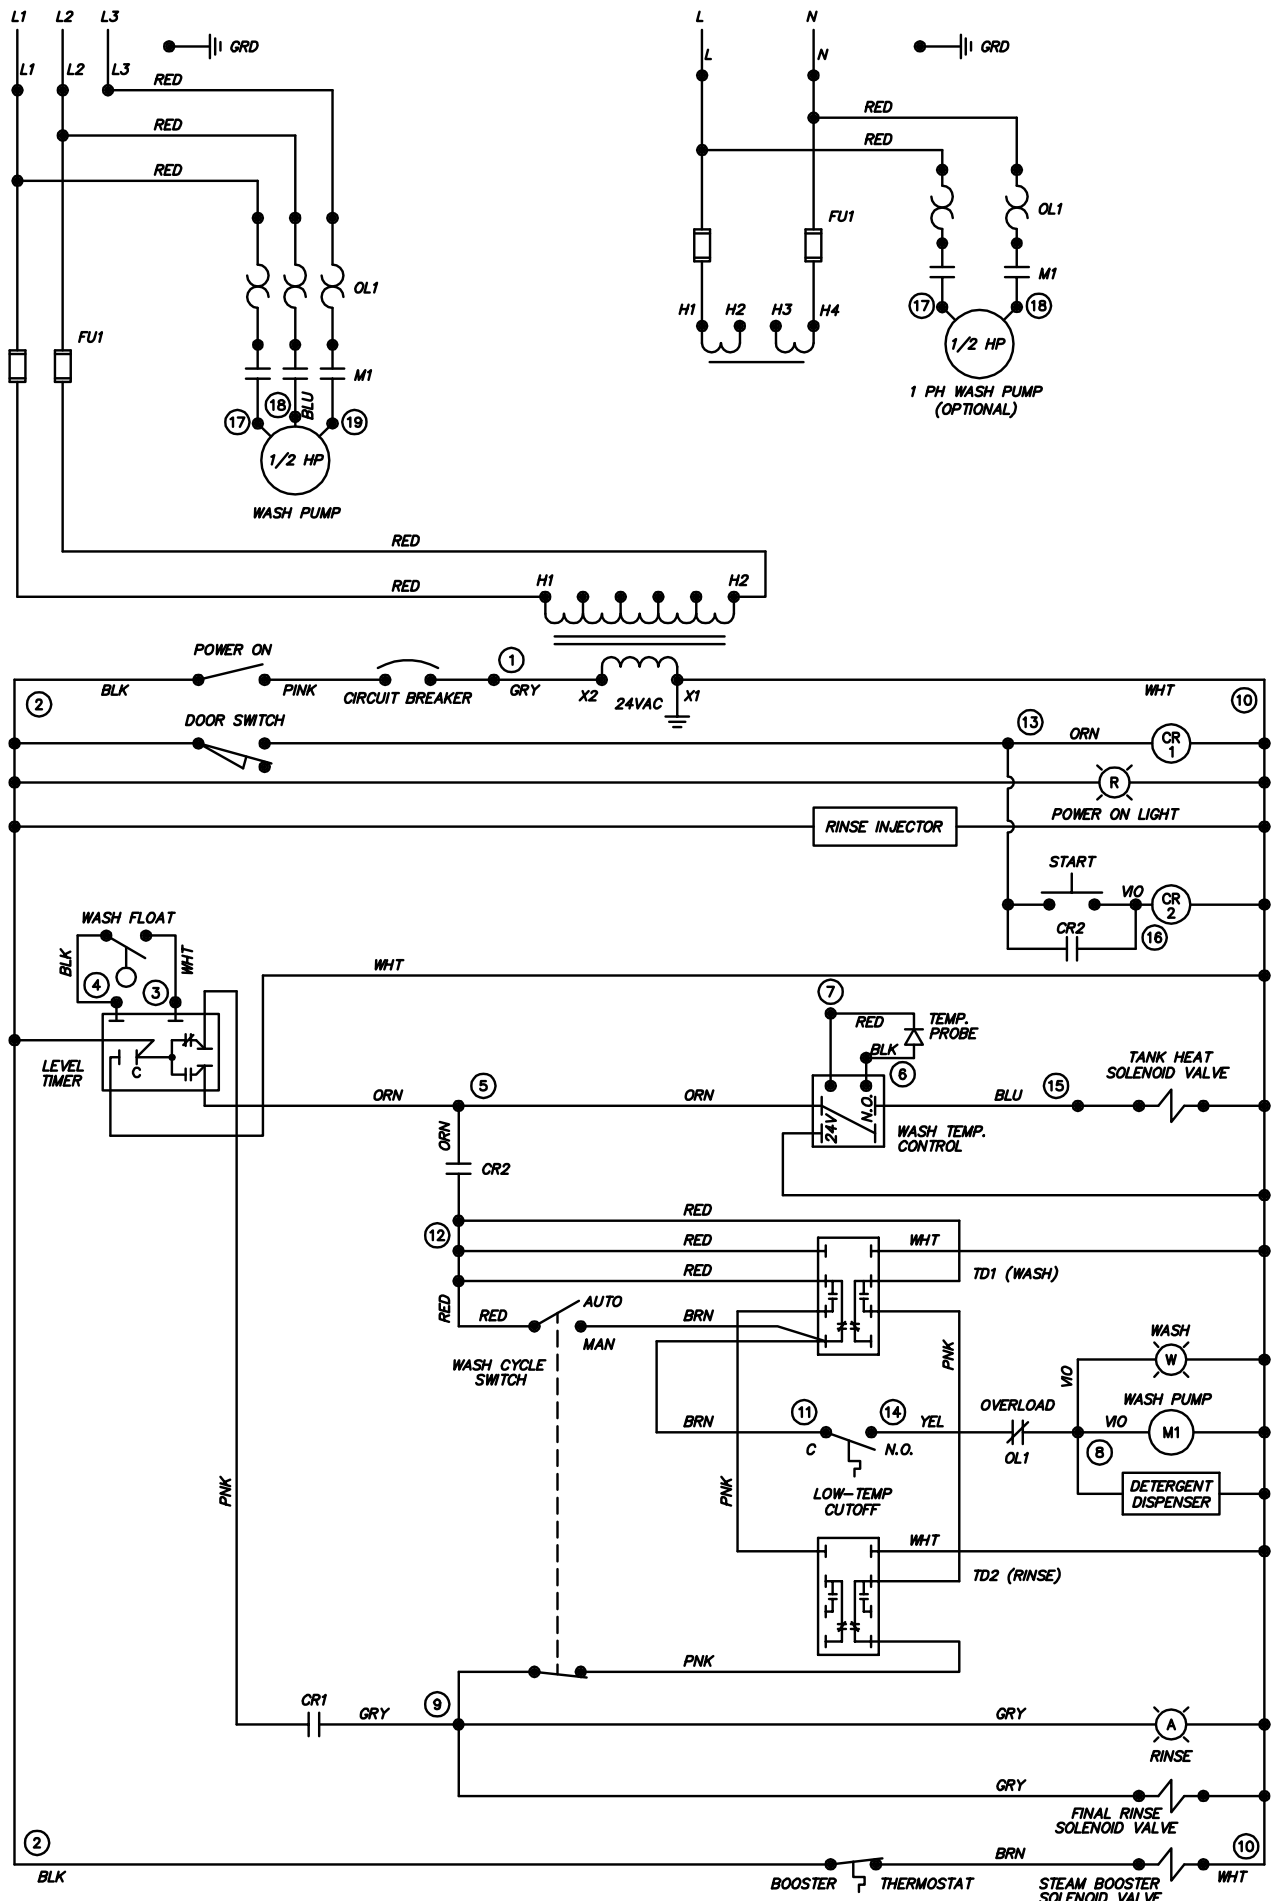 L1 L2 L3 L N
GRD GRD
L1 L2 L3 L N
RED
RED
RED
RED
FU1 OL1
OL1
M1
H1 H2 H3 H4
17 18
FU1
1/2 HP
M1
1 PH WASH PUMP
(OPTIONAL)
18 BLU
17 19
1/2 HP
WASH PUMP
RED
H1 H2
RED
POWER ON
1
BLK PINK CIRCUIT BREAKER GRY X2 24VAC X1 WHT
2 10
DOOR SWITCH 13 ORN CR
1
R
POWER ON LIGHT
RINSE INJECTOR
START
VIO CR
2
CR2
16
WASH FLOAT
BLK WHT
4 3
WHT
7
RED TEMP.
PROBE
BLK
6
LEVEL
TIMER
C
TANK HEAT
SOLENOID VALVE
ORN 5 ORN BLU 15
24V N.O.
WASH TEMP.
CONTROL
ORN
CR2
RED
12
RED WHT
RED TD1 (WASH)
RED RED AUTO BRN
MAN
WASH CYCLE
SWITCH
PNK
WASH
W
VIO
BRN 11 14 YEL OVERLOAD WASH PUMP
C N.O. OL1 VIO M1
8
LOW-TEMP
CUTOFF
DETERGENT
DISPENSER
PNK PNK
WHT
TD2 (RINSE)
PNK
CR1 GRY 9 GRY A
RINSE
GRY
FINAL RINSE
SOLENOID VALVE
2 10
BLK BOOSTER THERMOSTAT BRN STEAM BOOSTER WHT
SOLENOID VALVE